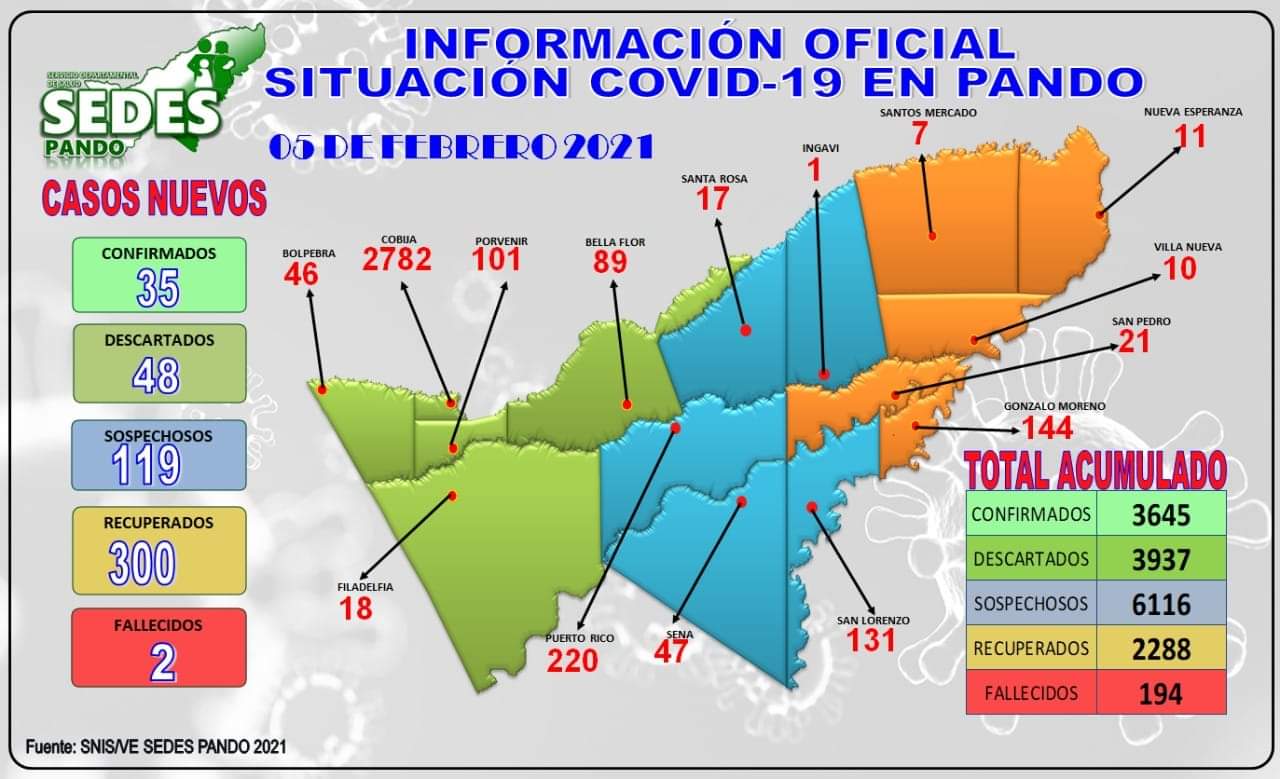 INFORMACIÓN OFICIAL
SITUACIÓN COVID-19 EN PANDO
SERVICIO DEPARTAMENTAL
DE SALUD
SEDES
PANDO
05 DE FEBRERO 2021
CASOS NUEVOS
CONFIRMADOS
35
DESCARTADOS
48
SOSPECHOSOS
119
RECUPERADOS
300
FALLECIDOS
2
BOLPEBRA
46
COBIJA
2782
PORVENIR
101
BELLA FLOR
89
SANTA ROSA
17
INGAVI
1
SANTOS MERCADO
7
NUEVA ESPERANZA
11
VILLA NUEVA
10
SAN PEDRO
21
GONZALO MORENO
144
FILADELFIA
18
PUERTO RICO
220
SENA
47
SAN LORENZO
131
TOTAL ACUMULADO
CONFIRMADOS 3645
DESCARTADOS 3937
SOSPECHOSOS 6116
RECUPERADOS 2288
FALLECIDOS 194
Fuente: SNIS/VE SEDES PANDO 2021